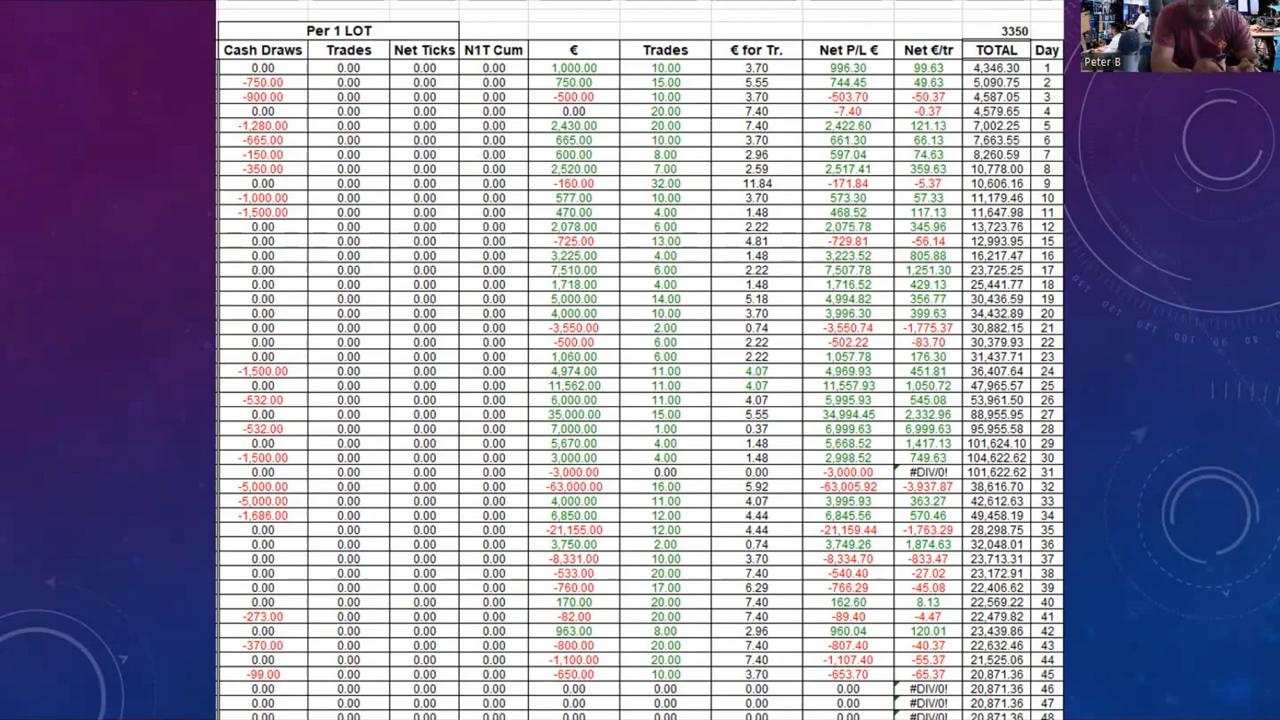 Per 1 LOT 3350
Cash Draws Trades Net Ticks N1T Cum € Trades € for Tr. Net P/L € Net €/tr TOTAL Day
0.00 0.00 0.00 0.00 1,000.00 10.00 3.70 996.30 99.63 4,346.30 1
-750.00 0.00 0.00 0.00 750.00 15.00 5.55 744.45 49.63 5,090.75 2
-900.00 0.00 0.00 0.00 -500.00 10.00 3.70 -503.70 -50.37 4,587.05 3
0.00 0.00 0.00 0.00 0.00 20.00 7.40 -7.40 -0.37 4,579.65 4
-1,280.00 0.00 0.00 0.00 2,430.00 20.00 7.40 2,422.60 121.13 7,002.25 5
-665.00 0.00 0.00 0.00 665.00 10.00 3.70 661.30 66.13 7,663.55 6
-150.00 0.00 0.00 0.00 600.00 8.00 2.96 597.04 74.63 8,260.59 7
-350.00 0.00 0.00 0.00 2,520.00 7.00 2.59 2,517.41 359.63 10,778.00 8
0.00 0.00 0.00 0.00 -160.00 32.00 11.84 -171.84 -5.37 10,606.16 9
-1,000.00 0.00 0.00 0.00 577.00 10.00 3.70 573.30 57.33 11,179.46 10
-1,500.00 0.00 0.00 0.00 470.00 4.00 1.48 468.52 117.13 11,647.98 11
0.00 0.00 0.00 0.00 2,078.00 6.00 2.22 2,075.78 345.96 13,723.76 12
0.00 0.00 0.00 0.00 -725.00 13.00 4.81 -729.81 -56.14 12,993.95 15
0.00 0.00 0.00 0.00 3,225.00 4.00 1.48 3,223.52 805.88 16,217.47 16
0.00 0.00 0.00 0.00 7,510.00 6.00 2.22 7,507.78 1,251.30 23,725.25 17
0.00 0.00 0.00 0.00 1,718.00 4.00 1.48 1,716.52 429.13 25,441.77 18
0.00 0.00 0.00 0.00 5,000.00 14.00 5.18 4,994.82 356.77 30,436.59 19
0.00 0.00 0.00 0.00 4,000.00 10.00 3.70 3,996.30 399.63 34,432.89 20
0.00 0.00 0.00 0.00 -3,550.00 2.00 0.74 -3,550.74 -1,775.37 30,882.15 21
0.00 0.00 0.00 0.00 -500.00 6.00 2.22 -502.22 -83.70 30,379.93 22
0.00 0.00 0.00 0.00 1,060.00 6.00 2.22 1,057.78 176.30 31,437.71 23
-1,500.00 0.00 0.00 0.00 4,974.00 11.00 4.07 4,969.93 451.81 36,407.64 24
0.00 0.00 0.00 0.00 11,562.00 11.00 4.07 11,557.93 1,050.72 47,965.57 25
-532.00 0.00 0.00 0.00 6,000.00 11.00 4.07 5,995.93 545.08 53,961.50 26
0.00 0.00 0.00 0.00 35,000.00 15.00 5.55 34,994.45 2,332.96 88,955.95 27
-532.00 0.00 0.00 0.00 7,000.00 1.00 0.37 6,999.63 6,999.63 95,955.58 28
0.00 0.00 0.00 0.00 5,670.00 4.00 1.48 5,668.52 1,417.13 101,624.10 29
-1,500.00 0.00 0.00 0.00 3,000.00 4.00 1.48 2,998.52 749.63 104,622.62 30
0.00 0.00 0.00 0.00 -3,000.00 0.00 0.00 -3,000.00 #DIV/0! 101,622.62 31
-5,000.00 0.00 0.00 0.00 -63,000.00 16.00 5.92 -63,005.92 -3,937.87 38,616.70 32
-5,000.00 0.00 0.00 0.00 4,000.00 11.00 4.07 3,995.93 363.27 42,612.63 33
-1,686.00 0.00 0.00 0.00 6,850.00 12.00 4.44 6,845.56 570.46 49,458.19 34
0.00 0.00 0.00 0.00 -21,155.00 12.00 4.44 -21,159.44 -1,763.29 28,298.75 35
0.00 0.00 0.00 0.00 3,750.00 2.00 0.74 3,749.26 1,874.63 32,048.01 36
0.00 0.00 0.00 0.00 -8,331.00 10.00 3.70 -8,334.70 -833.47 23,713.31 37
0.00 0.00 0.00 0.00 -533.00 20.00 7.40 -540.40 -27.02 23,172.91 38
0.00 0.00 0.00 0.00 -760.00 17.00 6.29 -766.29 -45.08 22,406.62 39
0.00 0.00 0.00 0.00 170.00 20.00 7.40 162.60 8.13 22,569.22 40
-273.00 0.00 0.00 0.00 -82.00 20.00 7.40 -89.40 -4.47 22,479.82 41
0.00 0.00 0.00 0.00 963.00 8.00 2.96 960.04 120.01 23,439.86 42
-370.00 0.00 0.00 0.00 -800.00 20.00 7.40 -807.40 -40.37 22,632.46 43
0.00 0.00 0.00 0.00 -1,100.00 20.00 7.40 -1,107.40 -55.37 21,525.06 44
-99.00 0.00 0.00 0.00 -650.00 10.00 3.70 -653.70 -65.37 20,871.36 45
0.00 0.00 0.00 0.00 0.00 0.00 0.00 0.00 #DIV/0! 20,871.36 46
0.00 0.00 0.00 0.00 0.00 0.00 0.00 0.00 #DIV/0! 20,871.36 47
0.00 0.00 0.00 0.00 0.00 0.00 0.00 0.00 #DIV/0! 20,871.36 48
Peter B